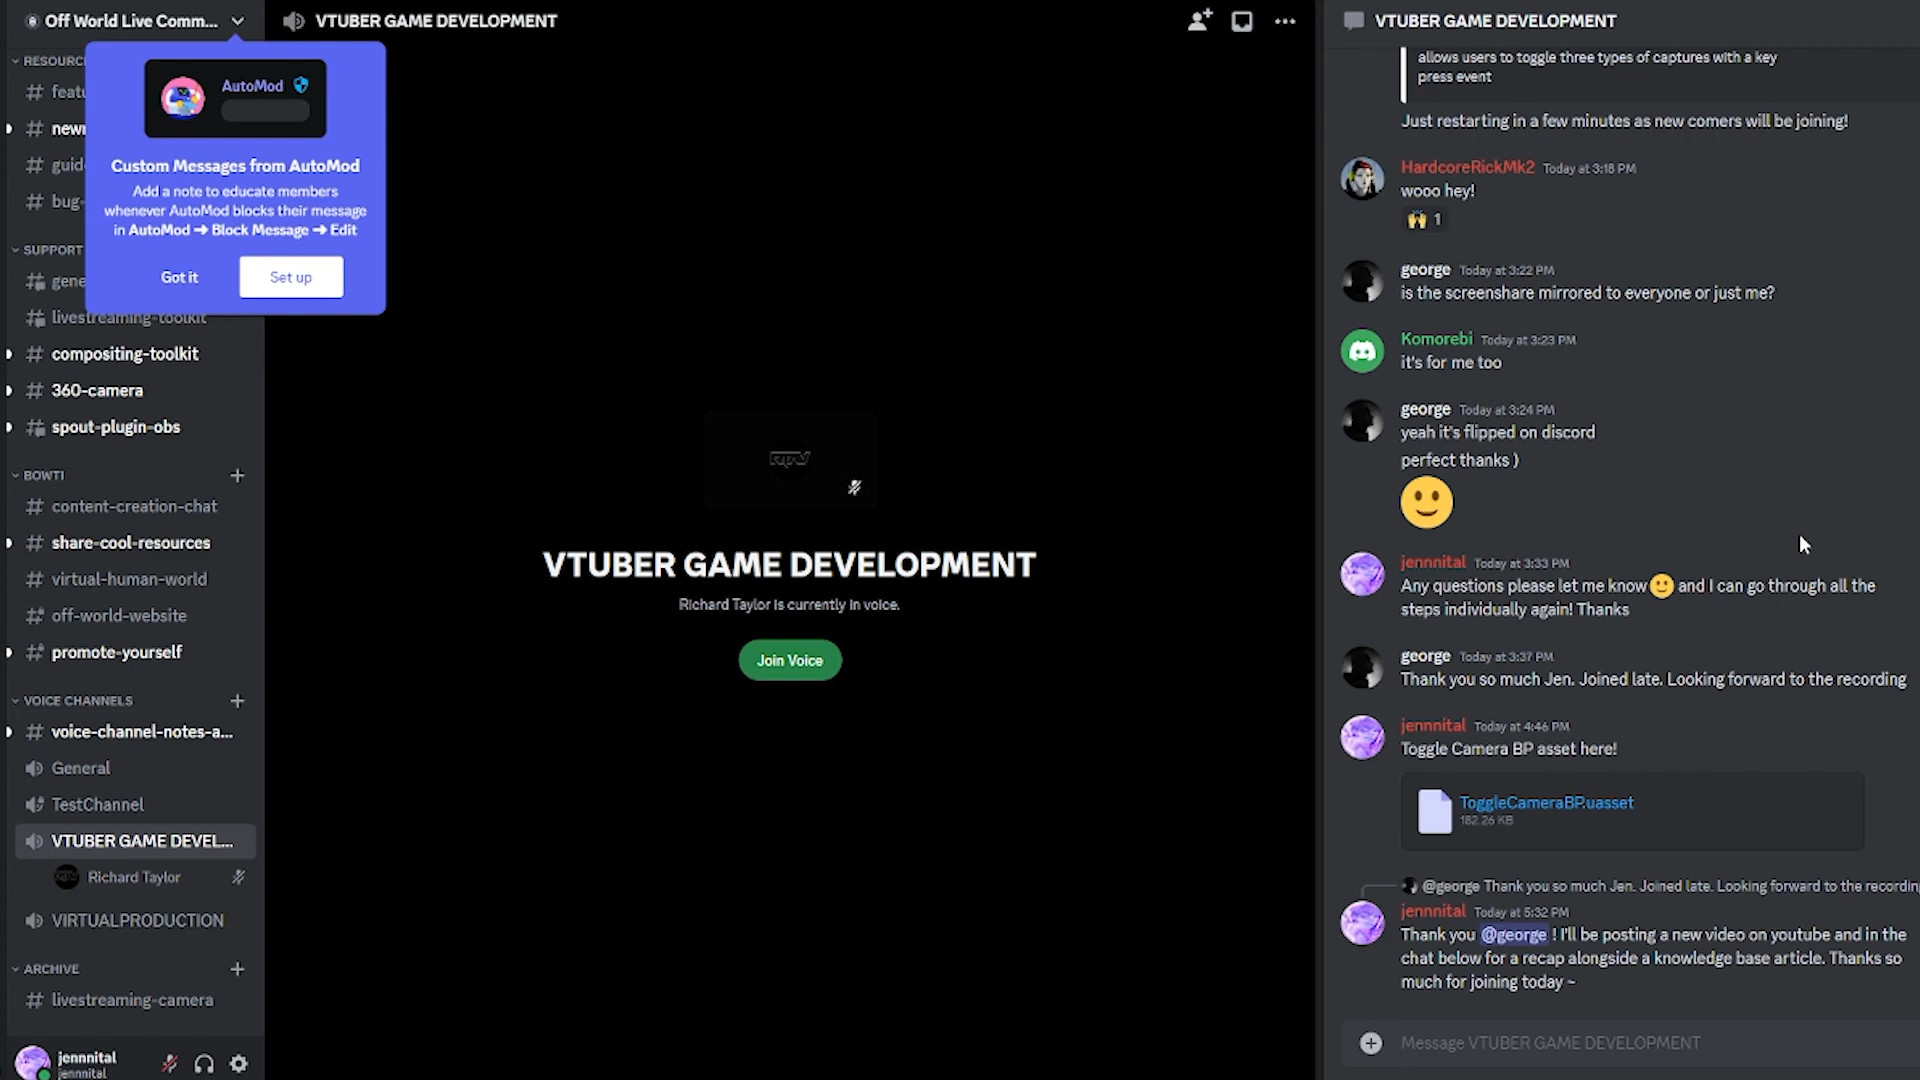 Off World Live Comm...
RESOURC
# featu
# newr
# guid
# bug-
SUPPORT
gene
livestreaming-toolkit
# compositing-toolkit
# 360-camera
spout-plugin-obs
BOWTI
# content-creation-chat
# share-cool-resources
# virtual-human-world
off-world-website
promote-yourself
VOICE CHANNELS
# voice-channel-notes-a...
General
TestChannel
VTUBER GAME DEVEL...
Richard Taylor
VIRTUALPRODUCTION
ARCHIVE
# livestreaming-camera
jennnital
jennnital
AutoMod
Custom Messages from AutoMod
Add a note to educate members
whenever AutoMod blocks their message
in AutoMod ➔ Block Message ➔ Edit
Got it
Set up
VTUBER GAME DEVELOPMENT
VTUBER GAME DEVELOPMENT
Richard Taylor is currently in voice.
Join Voice
VTUBER GAME DEVELOPMENT
allows users to toggle three types of captures with a key
press event
Just restarting in a few minutes as new comers will be joining!
HardcoreRickMk2 Today at 3:18 PM
wooo hey!
🙌 1
george Today at 3:22 PM
is the screenshare mirrored to everyone or just me?
Komorebi Today at 3:23 PM
it's for me too
george Today at 3:24 PM
yeah it's flipped on discord
perfect thanks )
jennnital Today at 3:33 PM
Any questions please let me know 🙂 and I can go through all the
steps individually again! Thanks
george Today at 3:37 PM
Thank you so much Jen. Joined late. Looking forward to the recording
jennnital Today at 4:46 PM
Toggle Camera BP asset here!
ToggleCameraBP.uasset
182.26 KB
@george Thank you so much Jen. Joined late. Looking forward to the recording
jennnital Today at 5:32 PM
Thank you @george ! I'll be posting a new video on youtube and in the
chat below for a recap alongside a knowledge base article. Thanks so
much for joining today ~
Message VTUBER GAME DEVELOPMENT